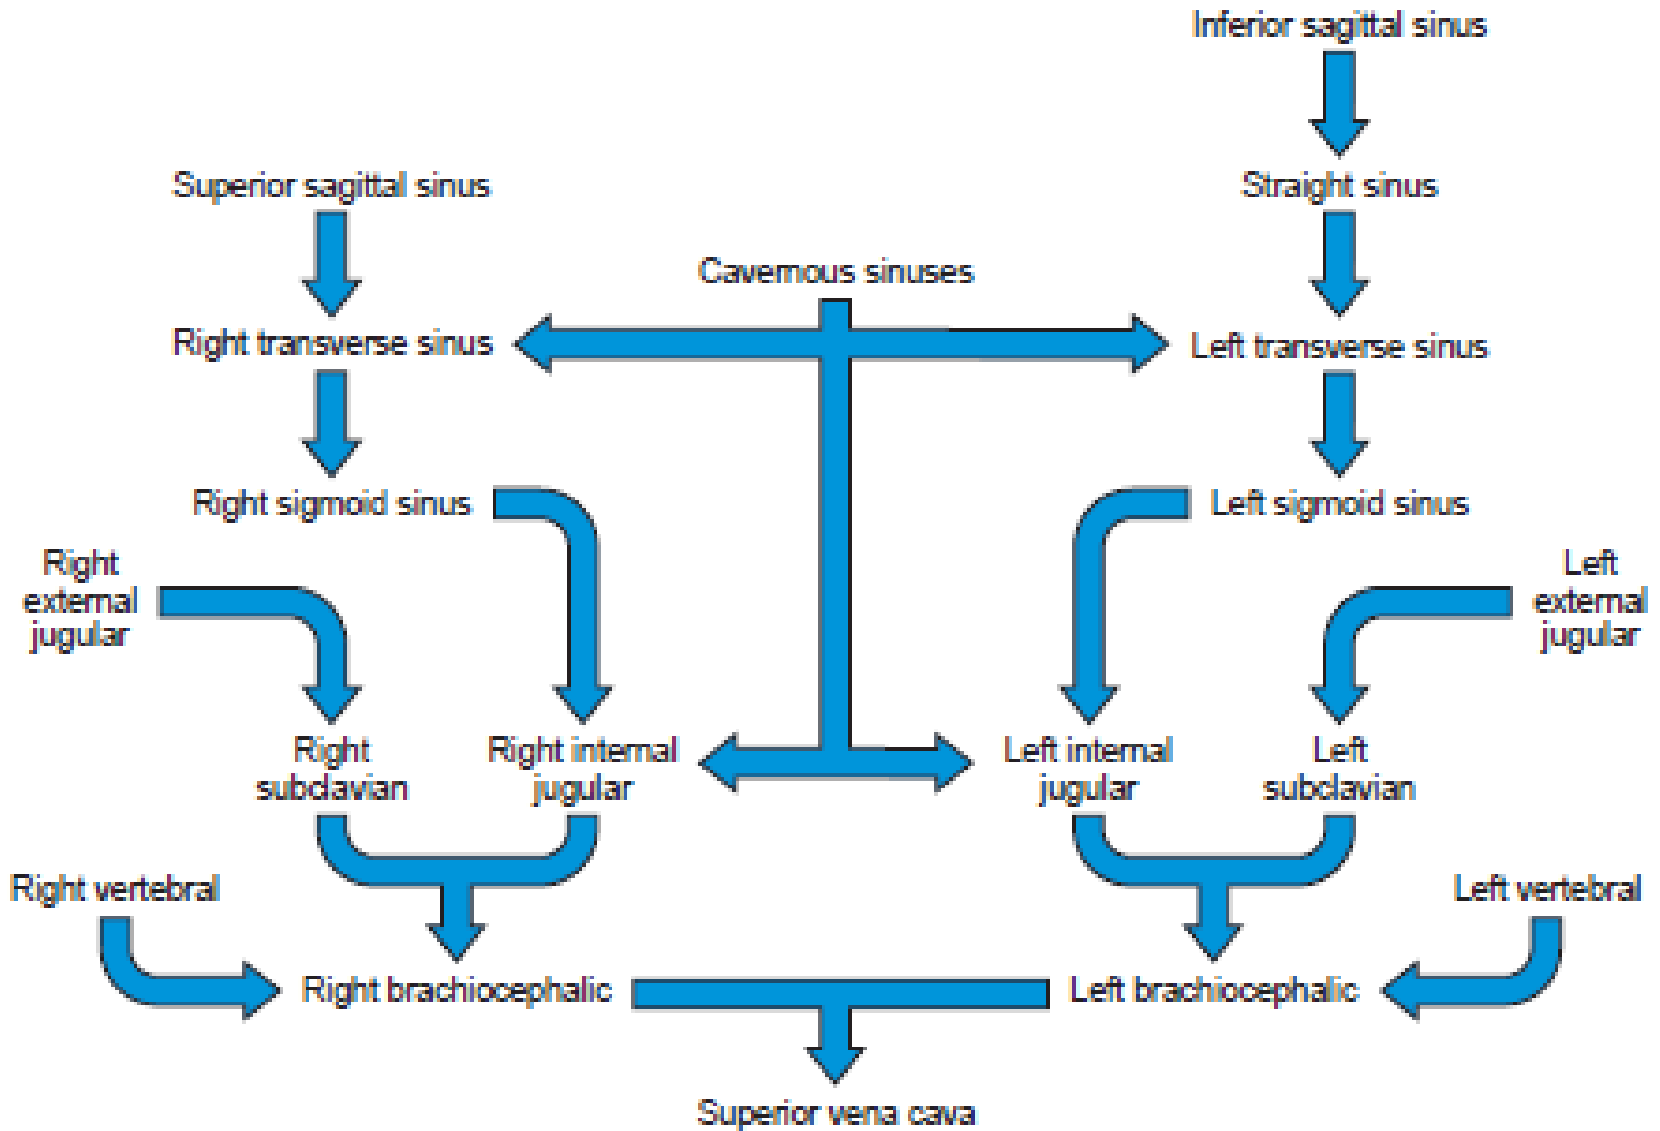 Inferior sagittal sinus
Superior sagittal sinus
Straight sinus
Cavernous sinuses
Right transverse sinus
Left transverse sinus
Right sigmoid sinus
Left sigmoid sinus
Right
external
jugular
Left
external
jugular
Right
subclavian
Right internal
jugular
Left internal
jugular
Left
subclavian
Right vertebral
Left vertebral
Right brachiocephalic
Left brachiocephalic
Superior vena cava